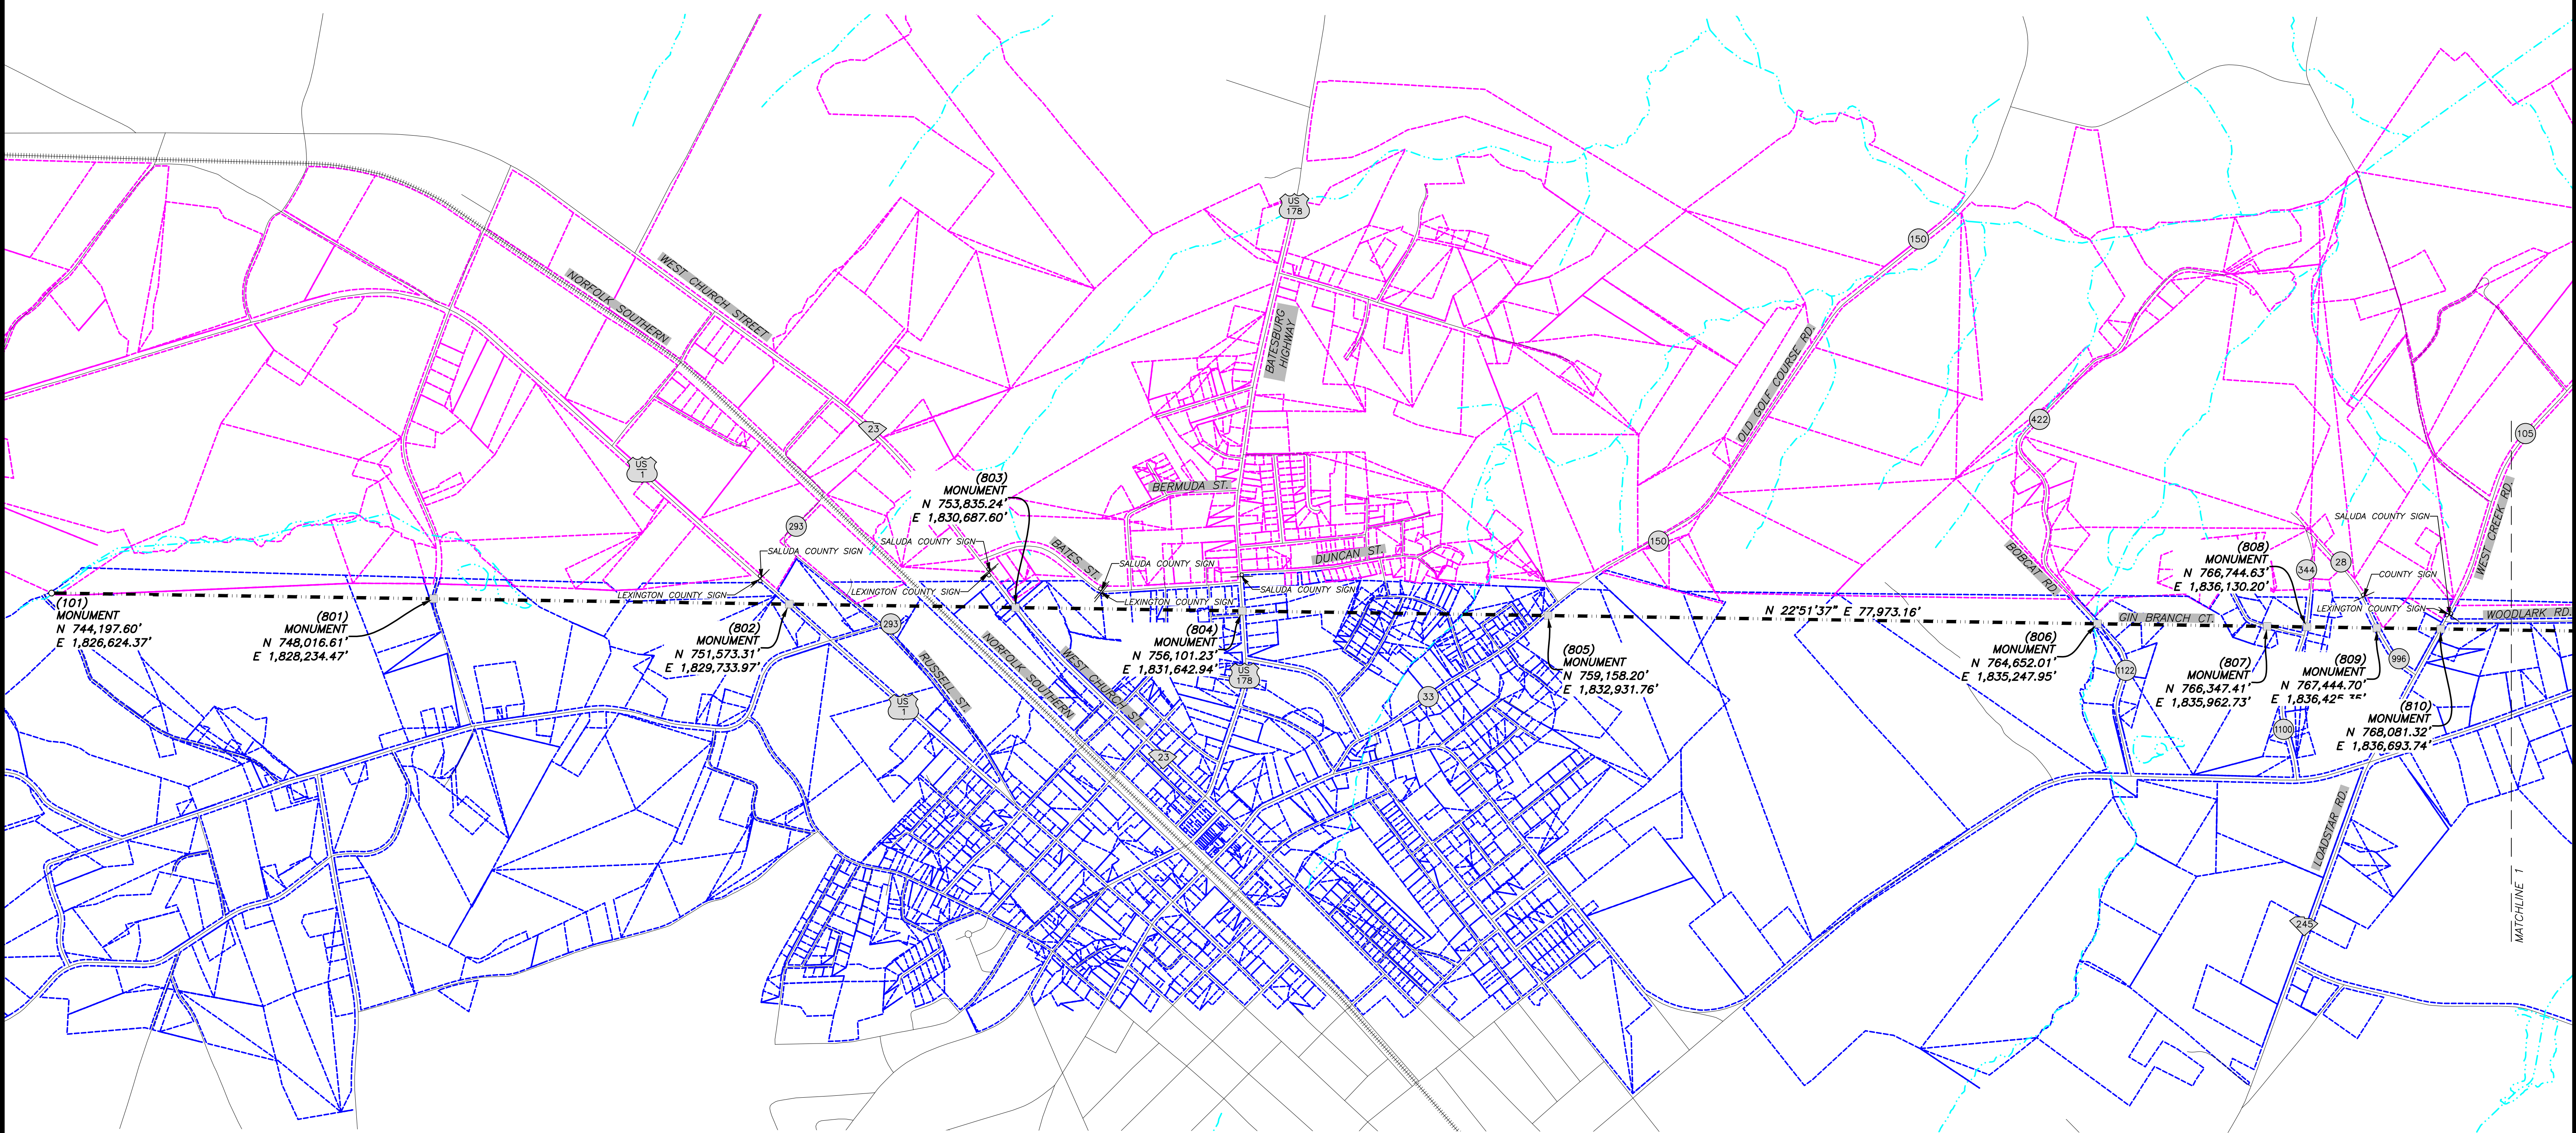 US
178
150
NORFOLK SOUTHERN
WEST CHURCH STREET
BATESBURG
HIGHWAY
OLD GOLF COURSE RD.
422
23
105
US
1
(803)
MONUMENT
N 753,835.24'
E 1,830,687.60'
BERMUDA ST.
293
WEST CREEK RD.
SALUDA COUNTY SIGN
SALUDA COUNTY SIGN
SALUDA COUNTY SIGN
BATES ST.
DUNCAN ST.
150
BOBCAT RD.
(808)
MONUMENT
N 766,744.63'
E 1,836,130.20'
344
28
SALUDA COUNTY SIGN
COUNTY SIGN
LEXINGTON COUNTY SIGN
LEXINGTON COUNTY SIGN
LEXINGTON COUNTY SIGN
SALUDA COUNTY SIGN
N 22°51'37" E 77,973.16'
GIN BRANCH CT.
LEXINGTON COUNTY SIGN
WOODLARK RD.
(101)
MONUMENT
N 744,197.60'
E 1,826,624.37'
(801)
MONUMENT
N 748,016.61'
E 1,828,234.47'
(802)
MONUMENT
N 751,573.31'
E 1,829,733.97'
293
RUSSELL ST.
NORFOLK SOUTHERN
WEST CHURCH ST.
(804)
MONUMENT
N 756,101.23'
E 1,831,642.94'
US
178
(805)
MONUMENT
N 759,158.20'
E 1,832,931.76'
(806)
MONUMENT
N 764,652.01'
E 1,835,247.95'
1122
(807)
MONUMENT
N 766,347.41'
E 1,835,962.73'
(809)
MONUMENT
N 767,444.70'
996
(810)
MONUMENT
N 768,081.32'
E 1,836,693.74'
US
1
33
23
1100
LOADSTAR RD.
245
MATCHLINE 1